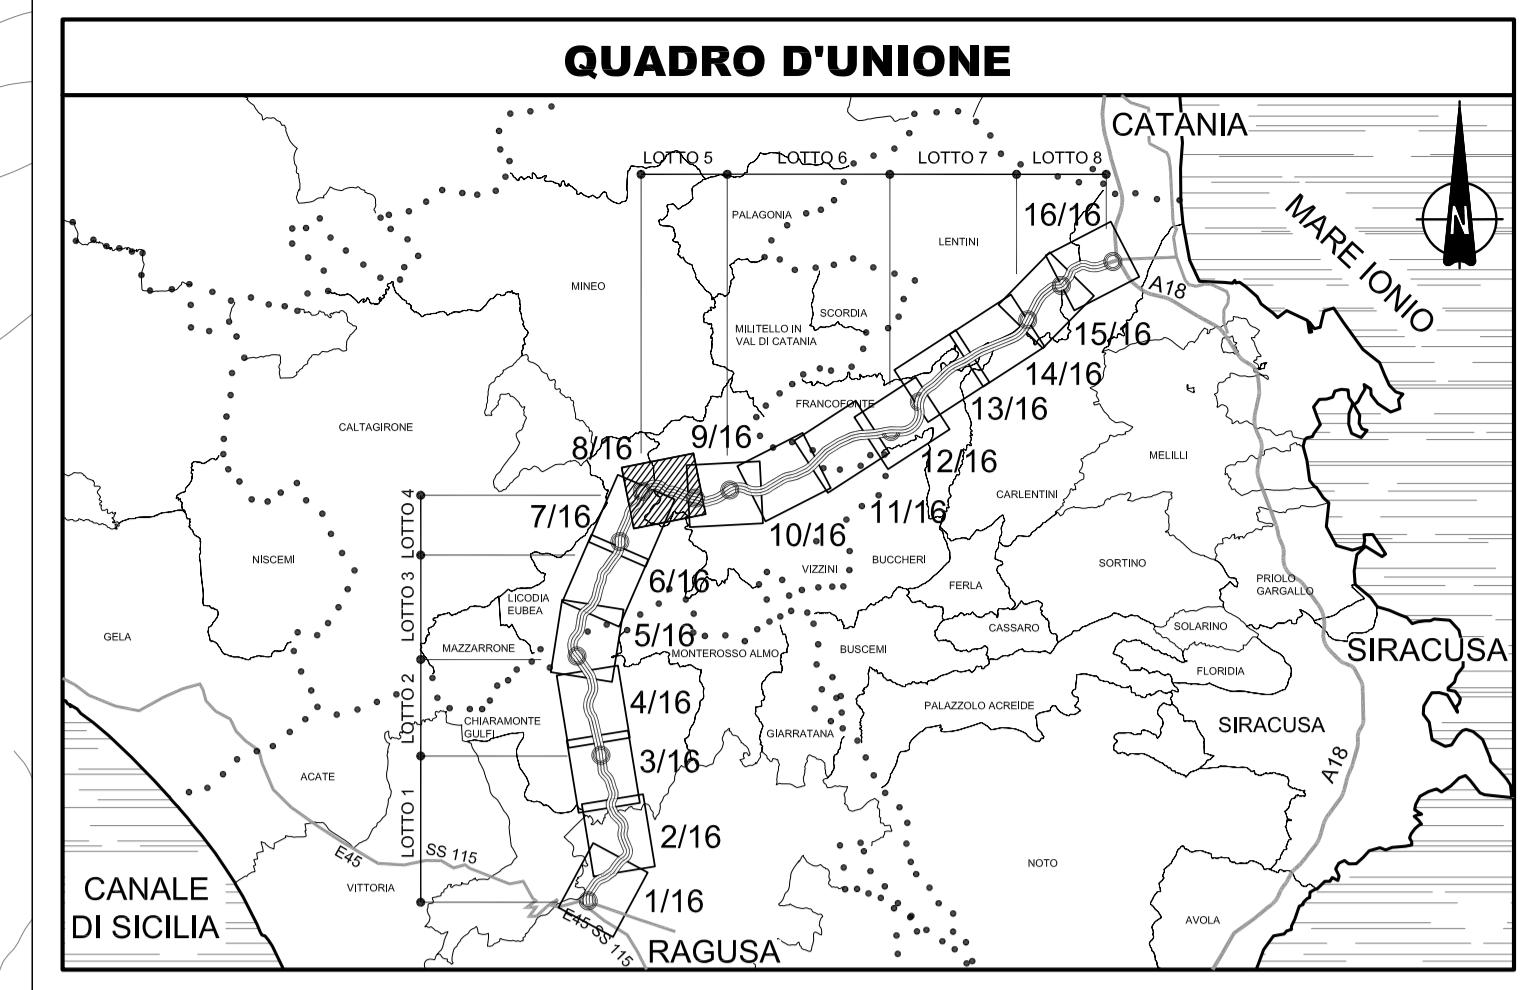 QUADRO D'UNIONE
CATANIA
LOTTO 5
LOTTO 6
LOTTO 7
LOTTO 8
PALAGONIA
16/16
MARE IONIO
N
LENTINI
MINEO
A18
SCORDIA
MILITELLO IN
VAL DI CATANIA
15/16
14/16
FRANCOFONTE
13/16
CALTAGIRONE
8/16
9/16
12/16
MELILLI
CARLENTINI
7/16
11/16
10/16
LOTTO 4
NISCEMI
VIZZINI
BUCCHERI
SORTINO
6/16
FERLA
PRIOLO
GARGALLO
LOTTO 3
LICODIA
EUBEA
GELA
5/16
CASSARO
SOLARINO
MAZZARRONE
MONTEROSSO ALMO
BUSCEMI
SIRACUSA
FLORIDIA
LOTTO 2
4/16
PALAZZOLO ACREIDE
CHIARAMONTE
GULFI
GIARRATANA
SIRACUSA
3/16
A18
ACATE
LOTTO 1
2/16
E45
SS 115
NOTO
CANALE
DI SICILIA
VITTORIA
1/16
E45 SS 115
AVOLA
RAGUSA